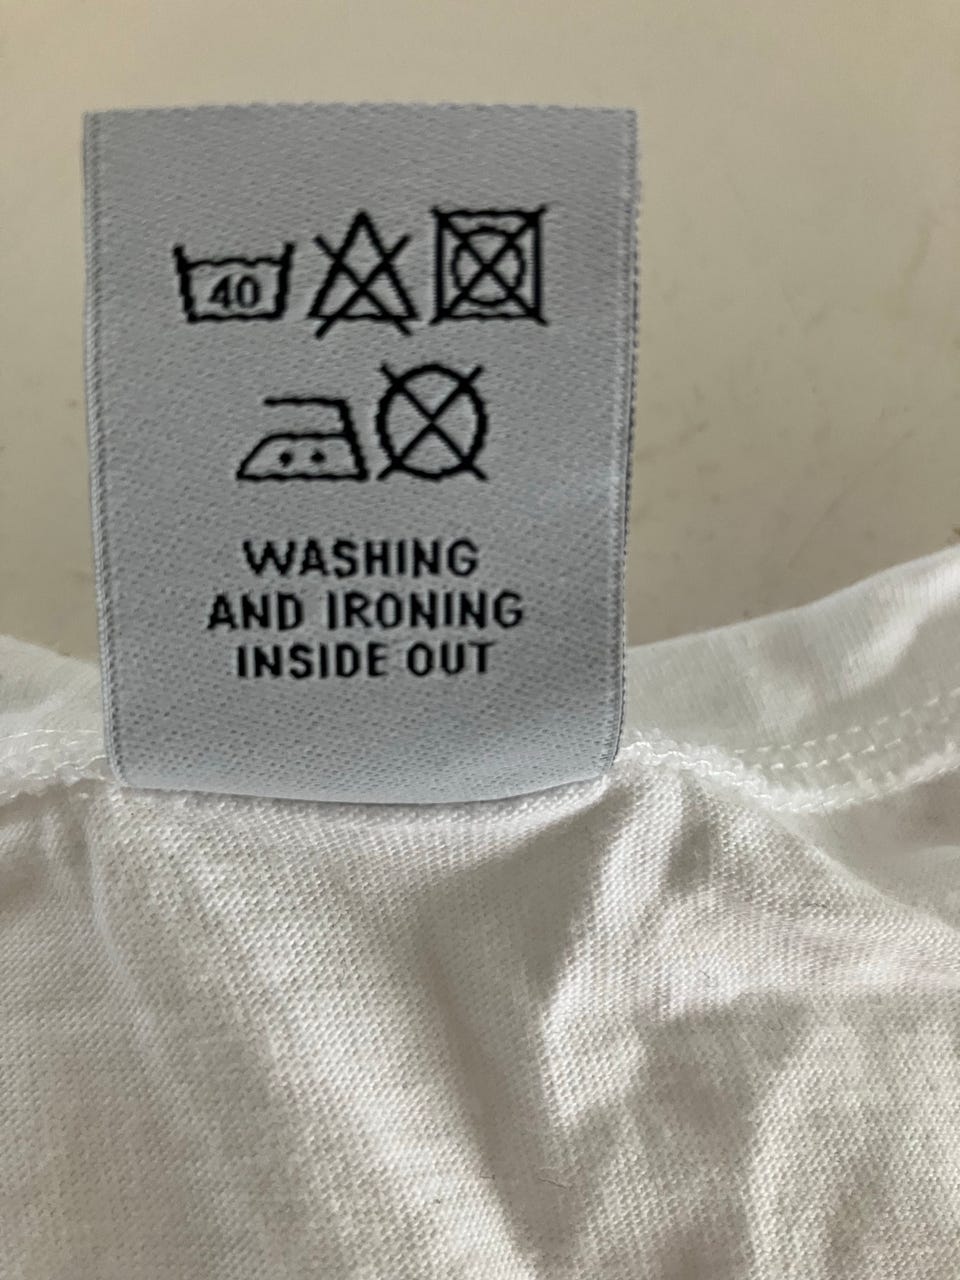 40
WASHING
AND IRONING
INSIDE OUT